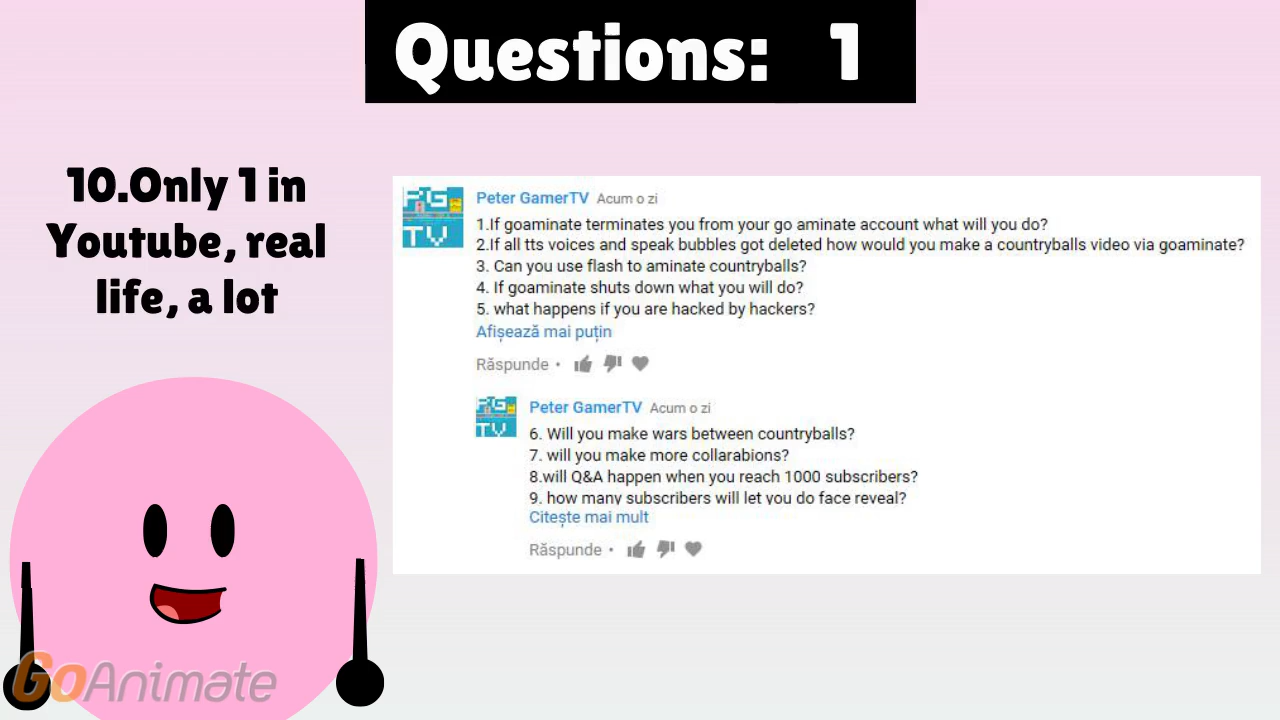 Questions: 1
10.Only 1 in
Youtube, real
life, a lot
PG
TV
Peter GamerTV Acum o zi
1.If goaminate terminates you from your go aminate account what will you do?
2.If all tts voices and speak bubbles got deleted how would you make a countryballs video via goaminate?
3. Can you use flash to aminate countryballs?
4. If goaminate shuts down what you will do?
5. what happens if you are hacked by hackers?
Afișează mai puțin
Răspunde •
PG
TV
Peter GamerTV Acum o zi
6. Will you make wars between countryballs?
7. will you make more collarabions?
8.will Q&A happen when you reach 1000 subscribers?
9. how many subscribers will let you do face reveal?
Citește mai mult
Răspunde •
GoAnimate